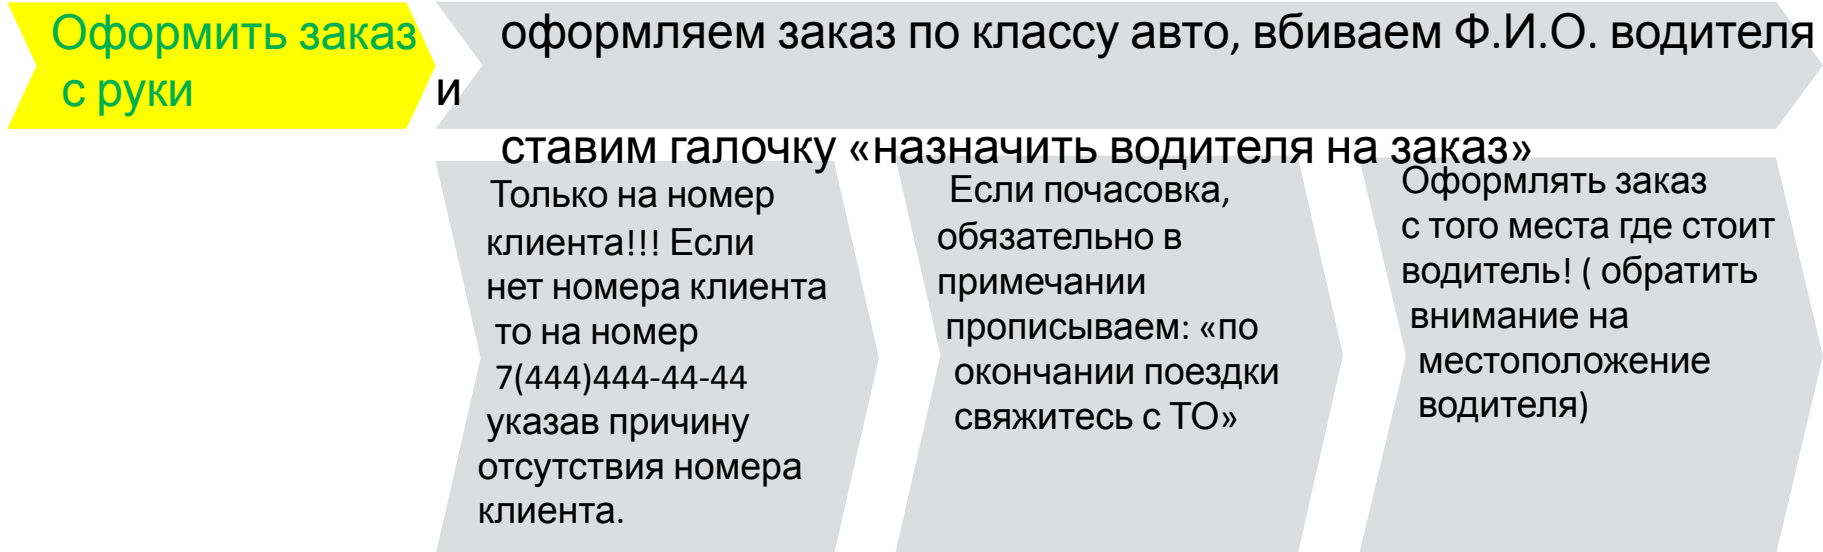 Оформить заказ
с руки
оформляем заказ по классу авто, вбиваем Ф.И.О. водителя
и
ставим галочку «назначить водителя на заказ»
Только на номер
клиента!!! Если
нет номера клиента
то на номер
7(444)444-44-44
указав причину
отсутствия номера
клиента.
Если почасовка,
обязательно в
примечании
прописываем: «по
окончании поездки
свяжитесь с ТО»
Оформлять заказ
с того места где стоит
водитель! ( обратить
внимание на
местоположение
водителя)